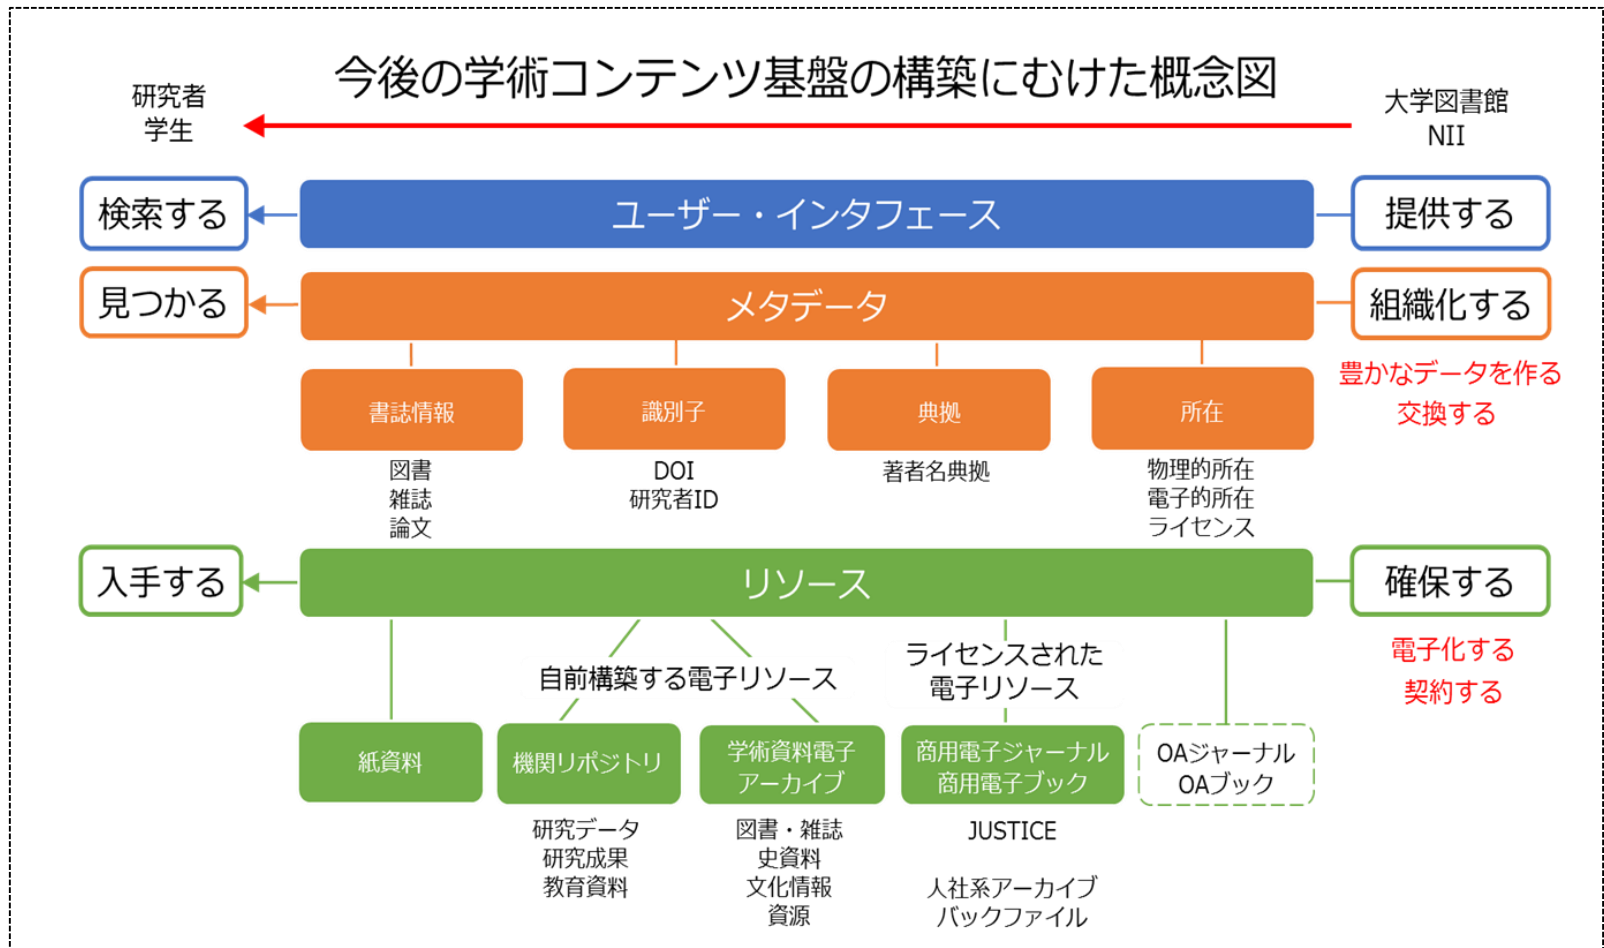 今後の学術コンテンツ基盤の構築にむけた概念図
研究者
学生
大学図書館
NII
検索する
ユーザー・インタフェース
提供する
見つかる
メタデータ
組織化する
豊かなデータを作る
交換する
書誌情報
識別子
典拠
所在
図書
雑誌
論文
DOI
研究者ID
著者名典拠
物理的所在
電子的所在
ライセンス
入手する
リソース
確保する
電子化する
契約する
自前構築する電子リソース
ライセンスされた
電子リソース
紙資料
機関リポジトリ
学術資料電子
アーカイブ
商用電子ジャーナル
商用電子ブック
OAジャーナル
OAブック
研究データ
研究成果
教育資料
図書・雑誌
史資料
文化情報
資源
JUSTICE
人社系アーカイブ
バックファイル